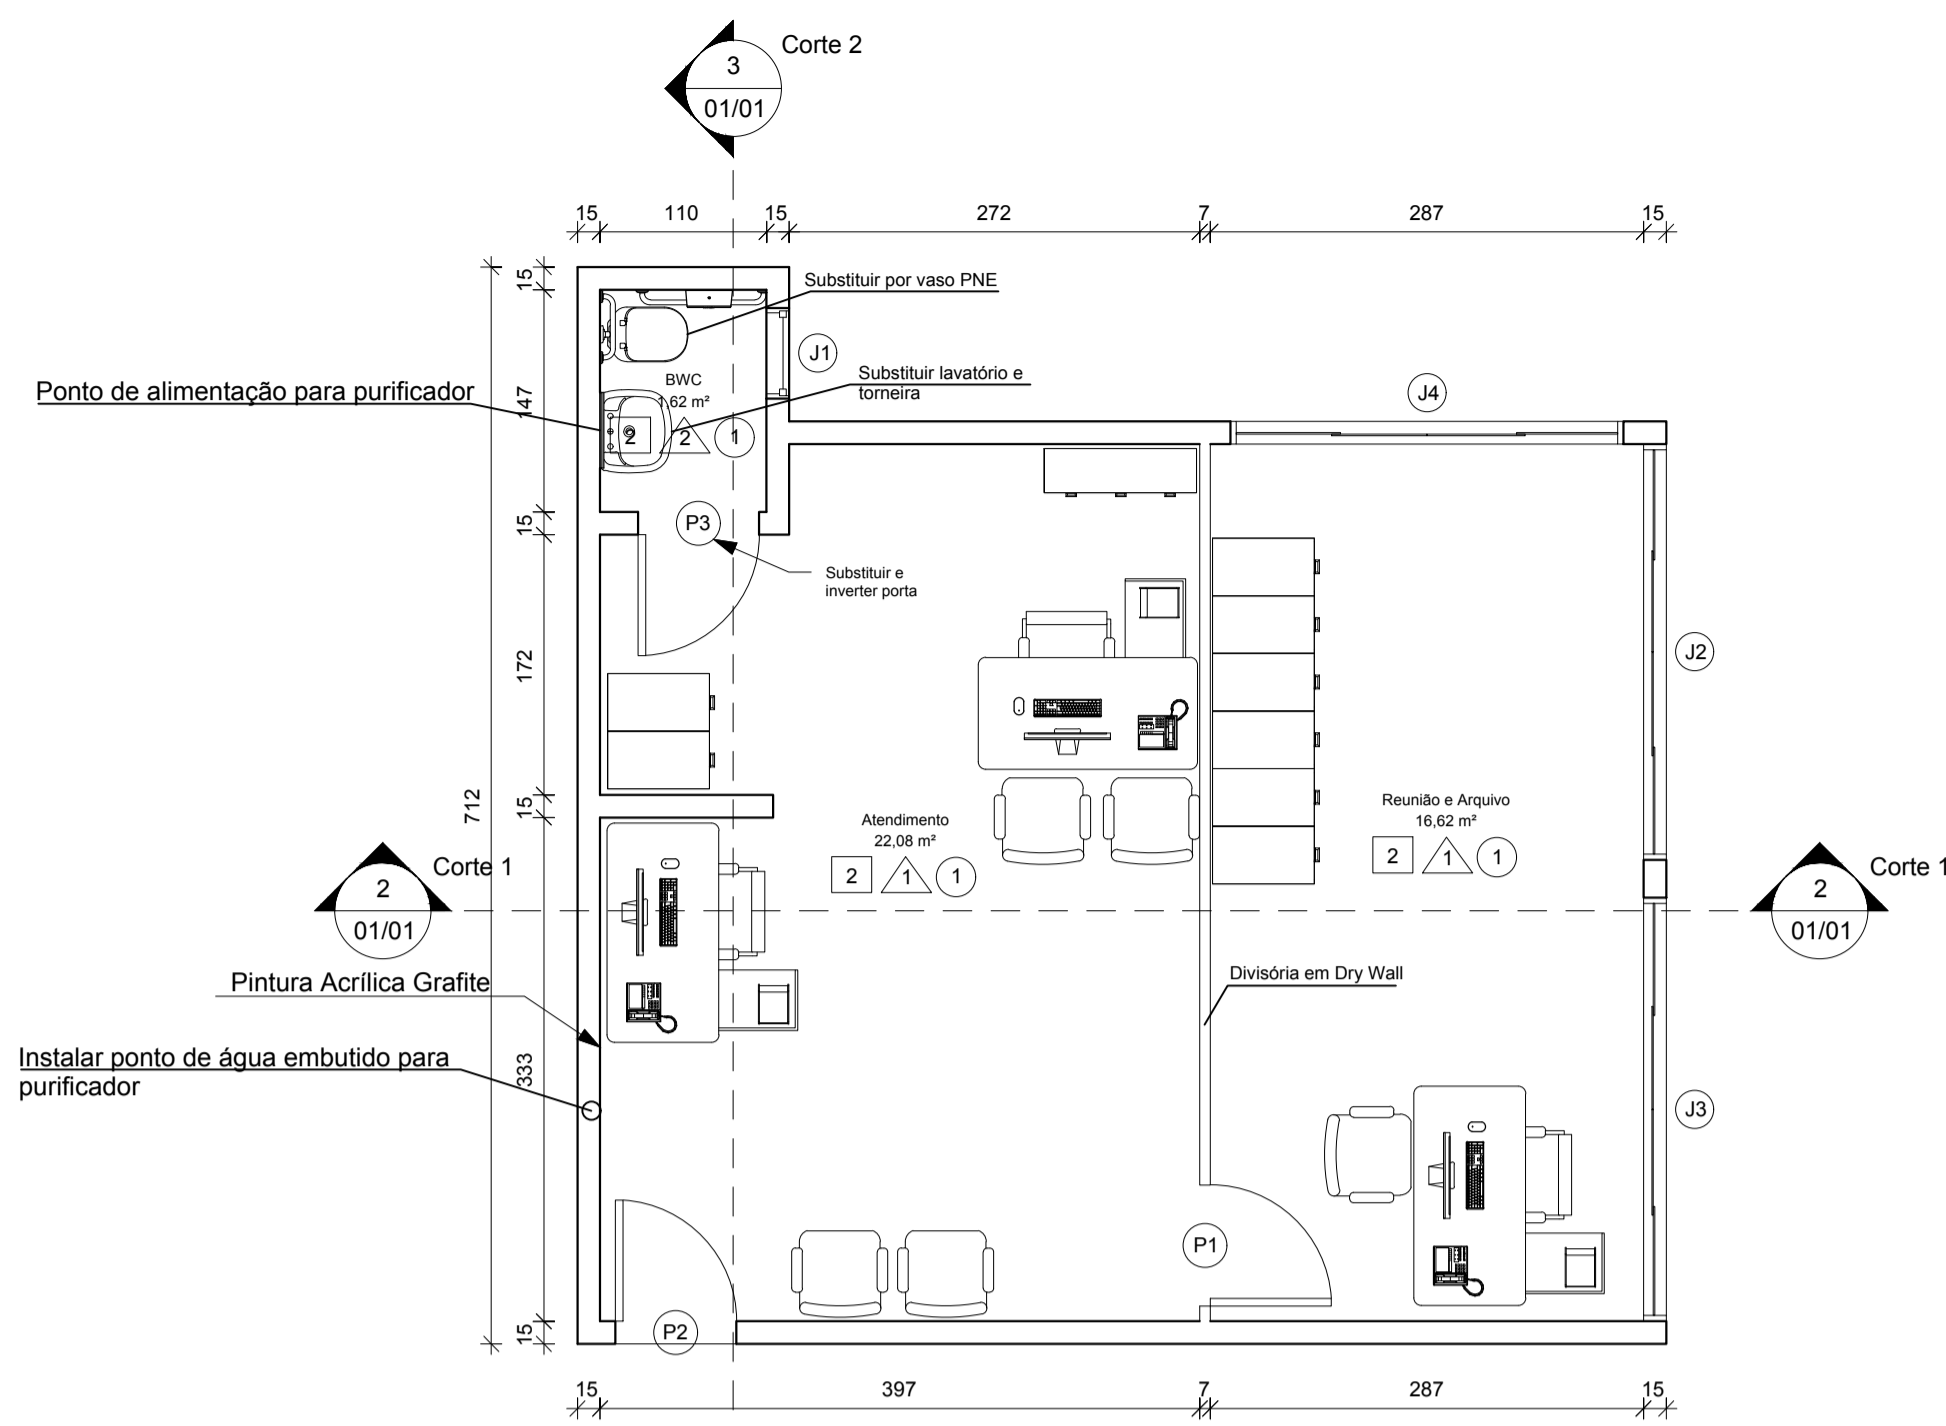 Corte 2
3
01/01
15
110
15
272
7
287
15
15
Substituir por vaso PNE
J1
BWC
1,62 m²
Substituir lavatório e
torneira
Ponto de alimentação para purificador
147
J4
2
2
1
15
P3
Substituir e
inverter porta
172
J2
712
15
Atendimento
22,08 m²
2
1
1
Reunião e Arquivo
16,62 m²
2
1
1
Corte 1
2
01/01
Corte 1
2
01/01
Pintura Acrílica Grafite
Divisória em Dry Wall
Instalar ponto de água embutido para
purificador
333
J3
P1
15
P2
15
397
7
287
15